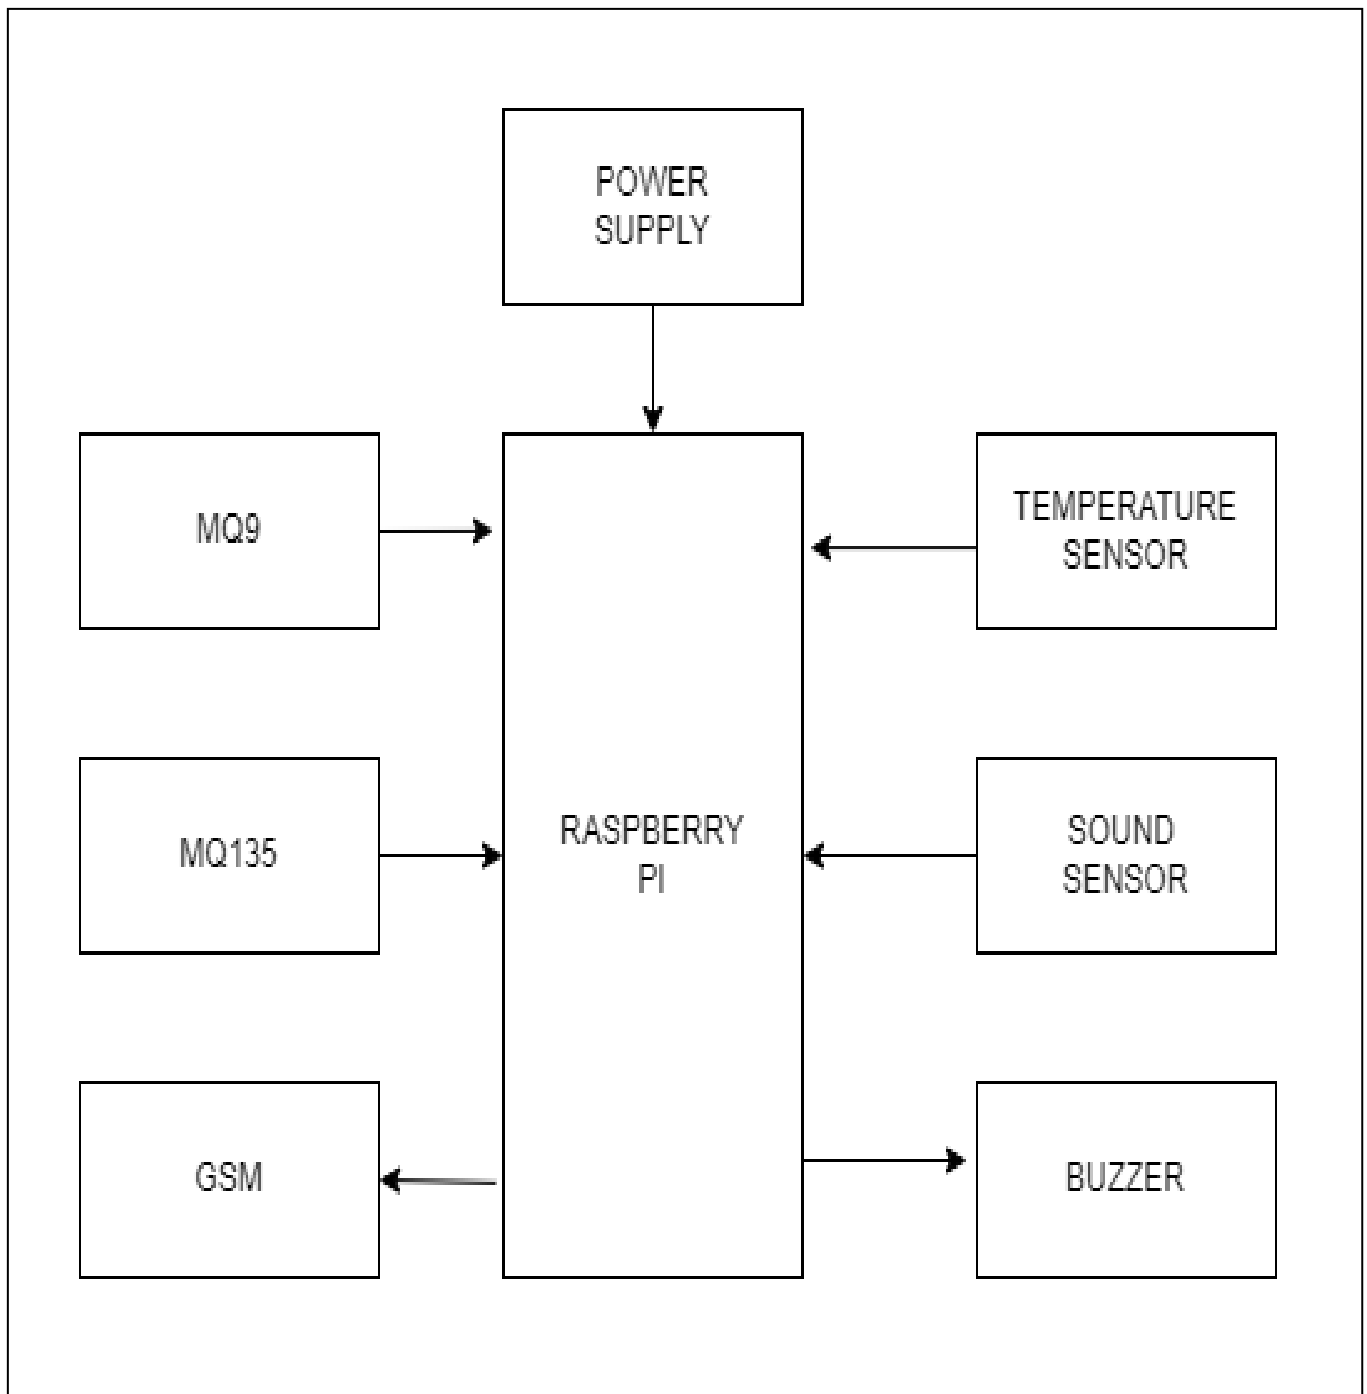 POWER
SUPPLY
MQ9
TEMPERATURE
SENSOR
MQ135
RASPBERRY
PI
SOUND
SENSOR
GSM
BUZZER